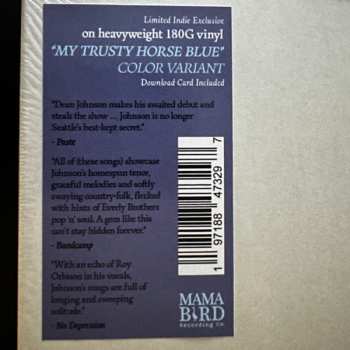 Limited Indie Exclusive
on heavyweight 180G vinyl
"MY TRUSTY HORSE BLUE"
COLOR VARIANT
Download Card Included
"Dean Johnson makes his awaited debut and
steals the show ... Johnson is no longer
Seattle's best-kept secret."
- Paste
"All of (these songs) showcase
Johnson's homespun tenor,
graceful melodies and softly
swaying country-folk, flecked
with hints of Everly Brothers
pop 'n' soul. A gem like this
can't stay hidden forever."
- Bandcamp
"With an echo of Roy
Orbison in his vocals,
Johnson's songs are full of
longing and sweeping
solitude."
- No Depression
1 97188 47329 7
MAMA
BIRD
Recording Co.